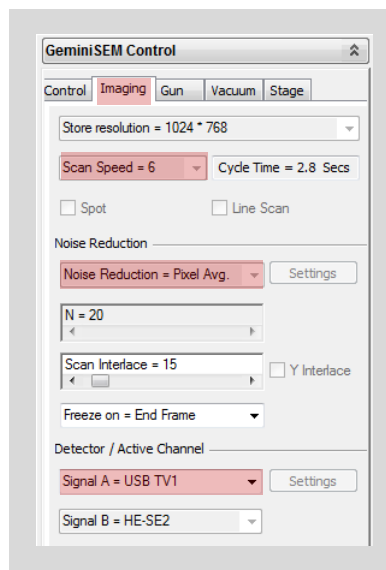 GeminiSEM Control
Control Imaging Gun Vacuum Stage
Store resolution = 1024 * 768
Scan Speed = 6 Cycle Time = 2.8 Secs
Spot Line Scan
Noise Reduction
Noise Reduction = Pixel Avg. Settings
N = 20
Scan Interlace = 15 Y Interlace
Freeze on = End Frame
Detector / Active Channel
Signal A = USB TV1 Settings
Signal B = HE-SE2